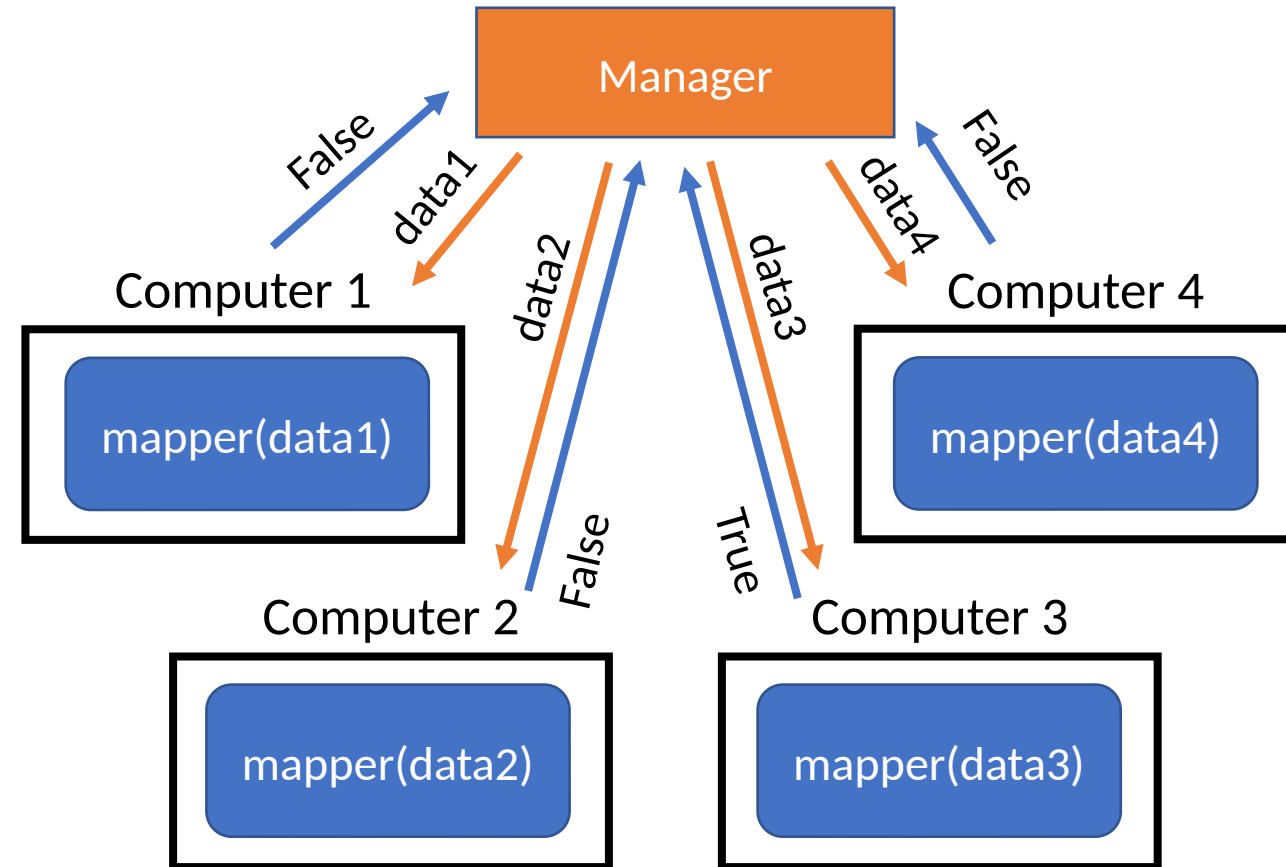 Manager
False
data1
data2
False
True
data3
data4
False
Computer 1
mapper(data1)
Computer 4
mapper(data4)
Computer 2
mapper(data2)
Computer 3
mapper(data3)